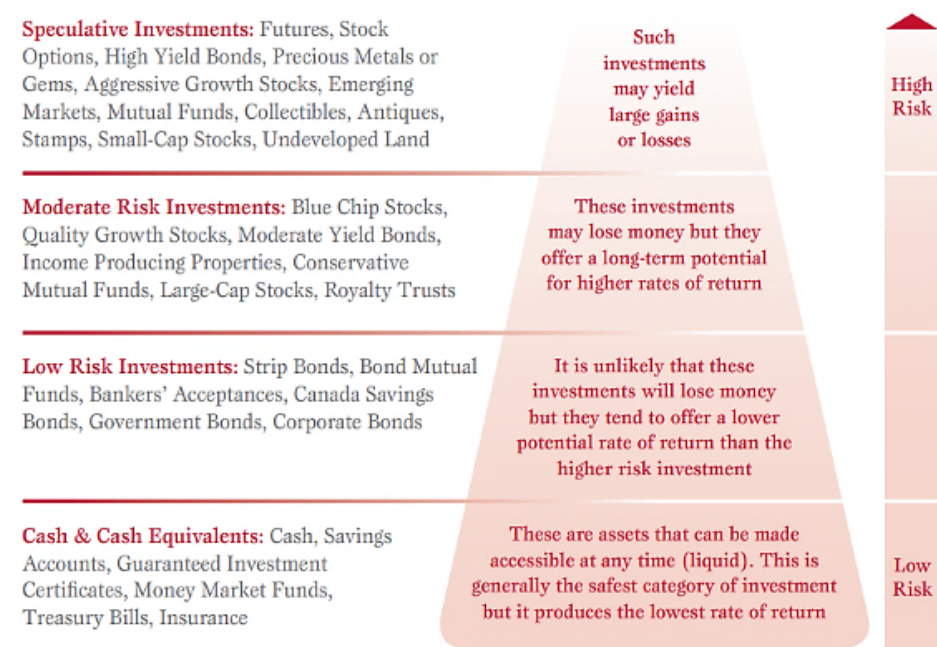 Speculative Investments: Futures, Stock
Options, High Yield Bonds, Precious Metals or
Gems, Aggressive Growth Stocks, Emerging
Markets, Mutual Funds, Collectibles, Antiques,
Stamps, Small-Cap Stocks, Undeveloped Land
Such
investments
may yield
large gains
or losses
High
Risk
Moderate Risk Investments: Blue Chip Stocks,
Quality Growth Stocks, Moderate Yield Bonds,
Income Producing Properties, Conservative
Mutual Funds, Large-Cap Stocks, Royalty Trusts
These investments
may lose money but they
offer a long-term potential
for higher rates of return
Low Risk Investments: Strip Bonds, Bond Mutual
Funds, Bankers’ Acceptances, Canada Savings
Bonds, Government Bonds, Corporate Bonds
It is unlikely that these
investments will lose money
but they tend to offer a lower
potential rate of return than the
higher risk investment
Cash & Cash Equivalents: Cash, Savings
Accounts, Guaranteed Investment
Certificates, Money Market Funds,
Treasury Bills, Insurance
These are assets that can be made
accessible at any time (liquid). This is
generally the safest category of investment
but it produces the lowest rate of return
Low
Risk